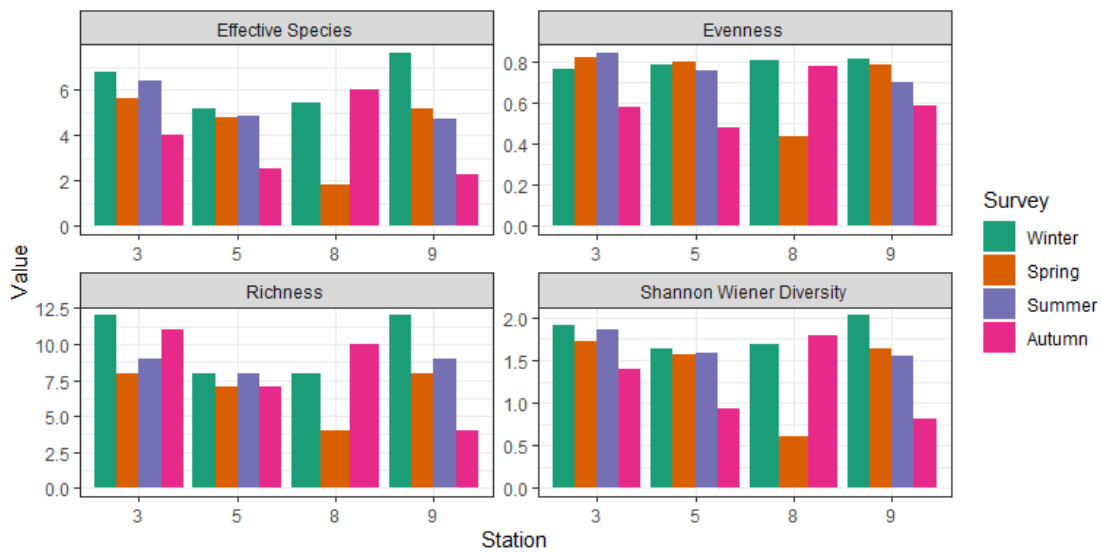 Effective Species
Evenness
6
4
2
0
0.8
0.6
0.4
0.2
0.0
3 5 8 9
3 5 8 9
Richness
Shannon Wiener Diversity
12.5
10.0
7.5
5.0
2.5
0.0
2.0
1.5
1.0
0.5
0.0
3 5 8 9
3 5 8 9
Value
Station
Survey
Winter
Spring
Summer
Autumn